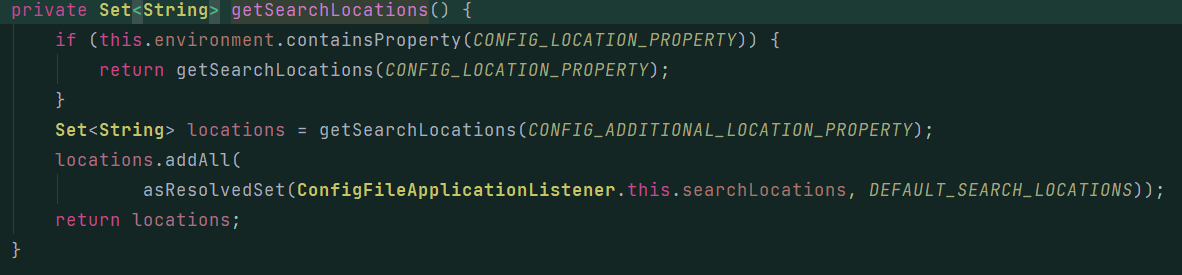 private Set<String> getSearchLocations() {
if (this.environment.containsProperty(CONFIG_LOCATION_PROPERTY)) {
return getSearchLocations(CONFIG_LOCATION_PROPERTY);
}
Set<String> locations = getSearchLocations(CONFIG_ADDITIONAL_LOCATION_PROPERTY);
locations.addAll(
asResolvedSet(ConfigFileApplicationListener.this.searchLocations, DEFAULT_SEARCH_LOCATIONS));
return locations;
}